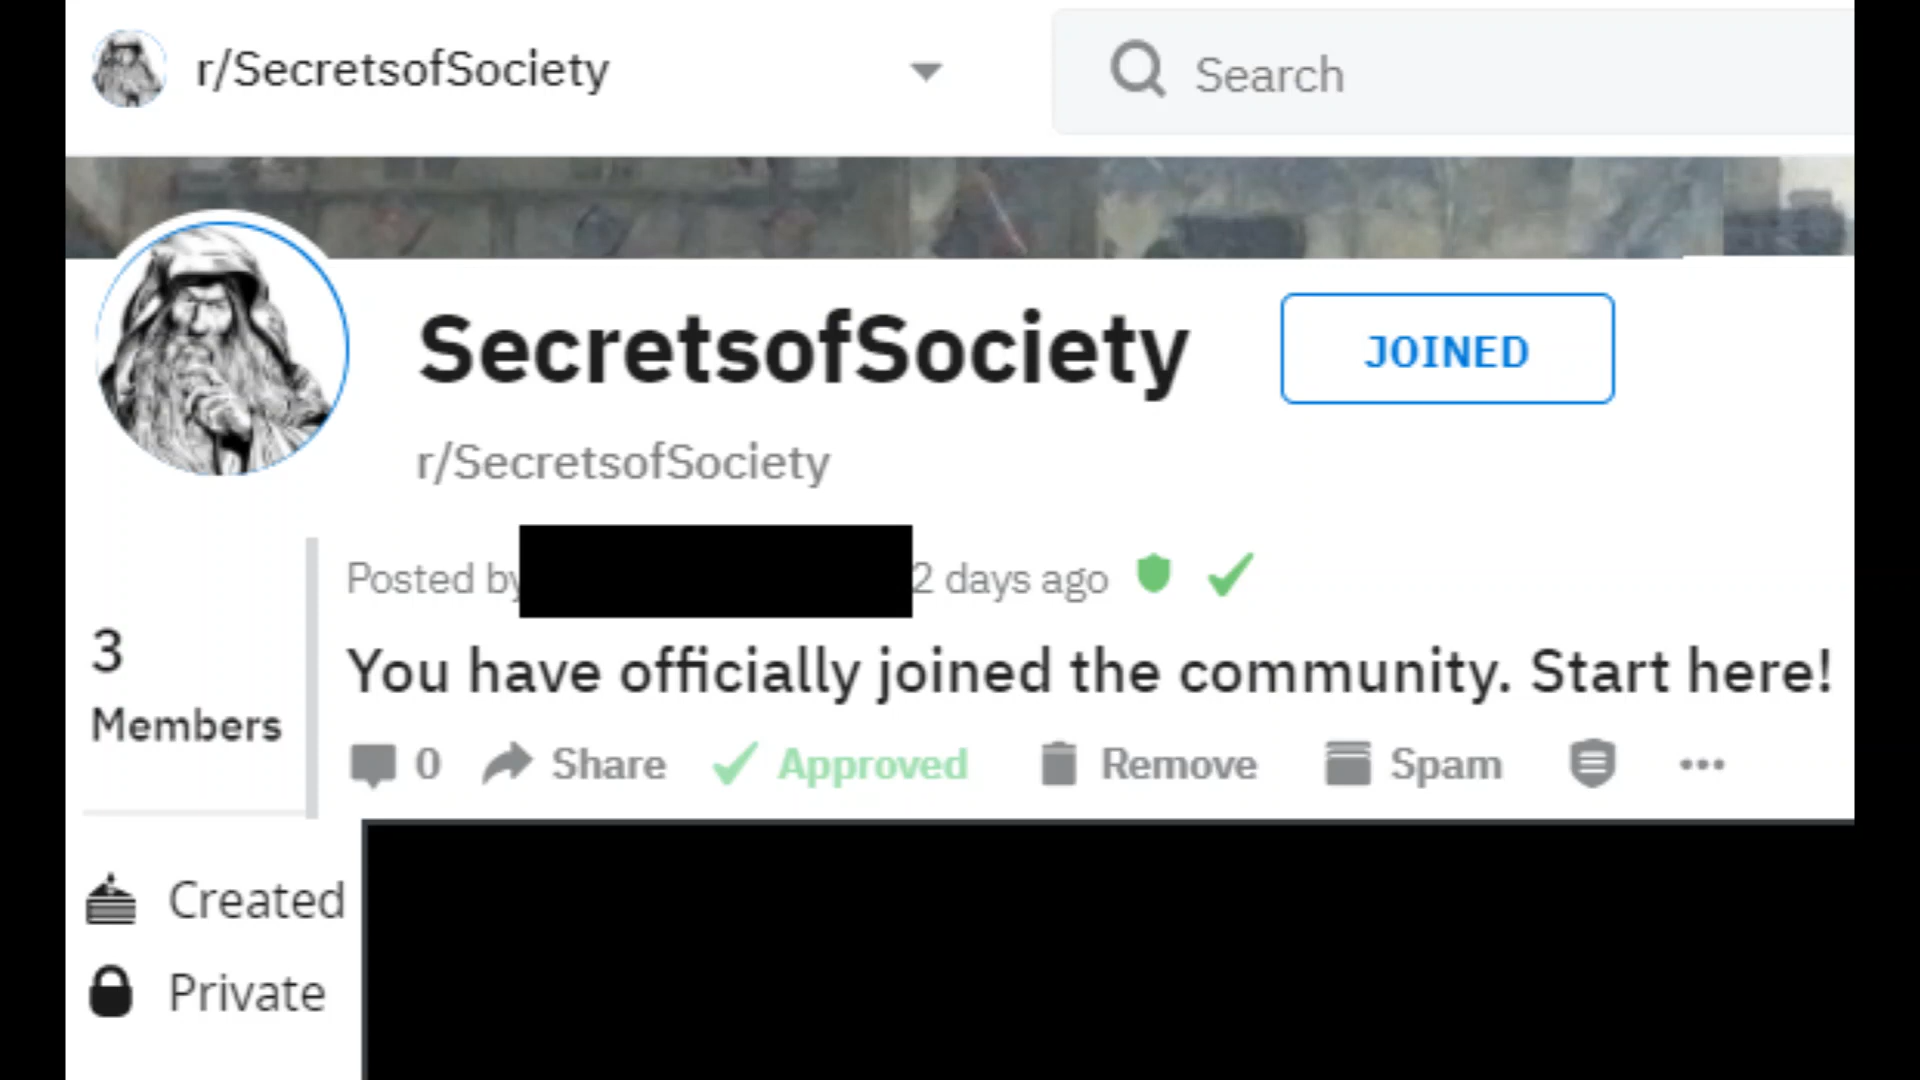 r/SecretsofSociety
Search
SecretsofSociety
JOINED
r/SecretsofSociety
Posted by
2 days ago
3
Members
You have officially joined the community. Start here!
0 Share Approved Remove Spam
Created
Private